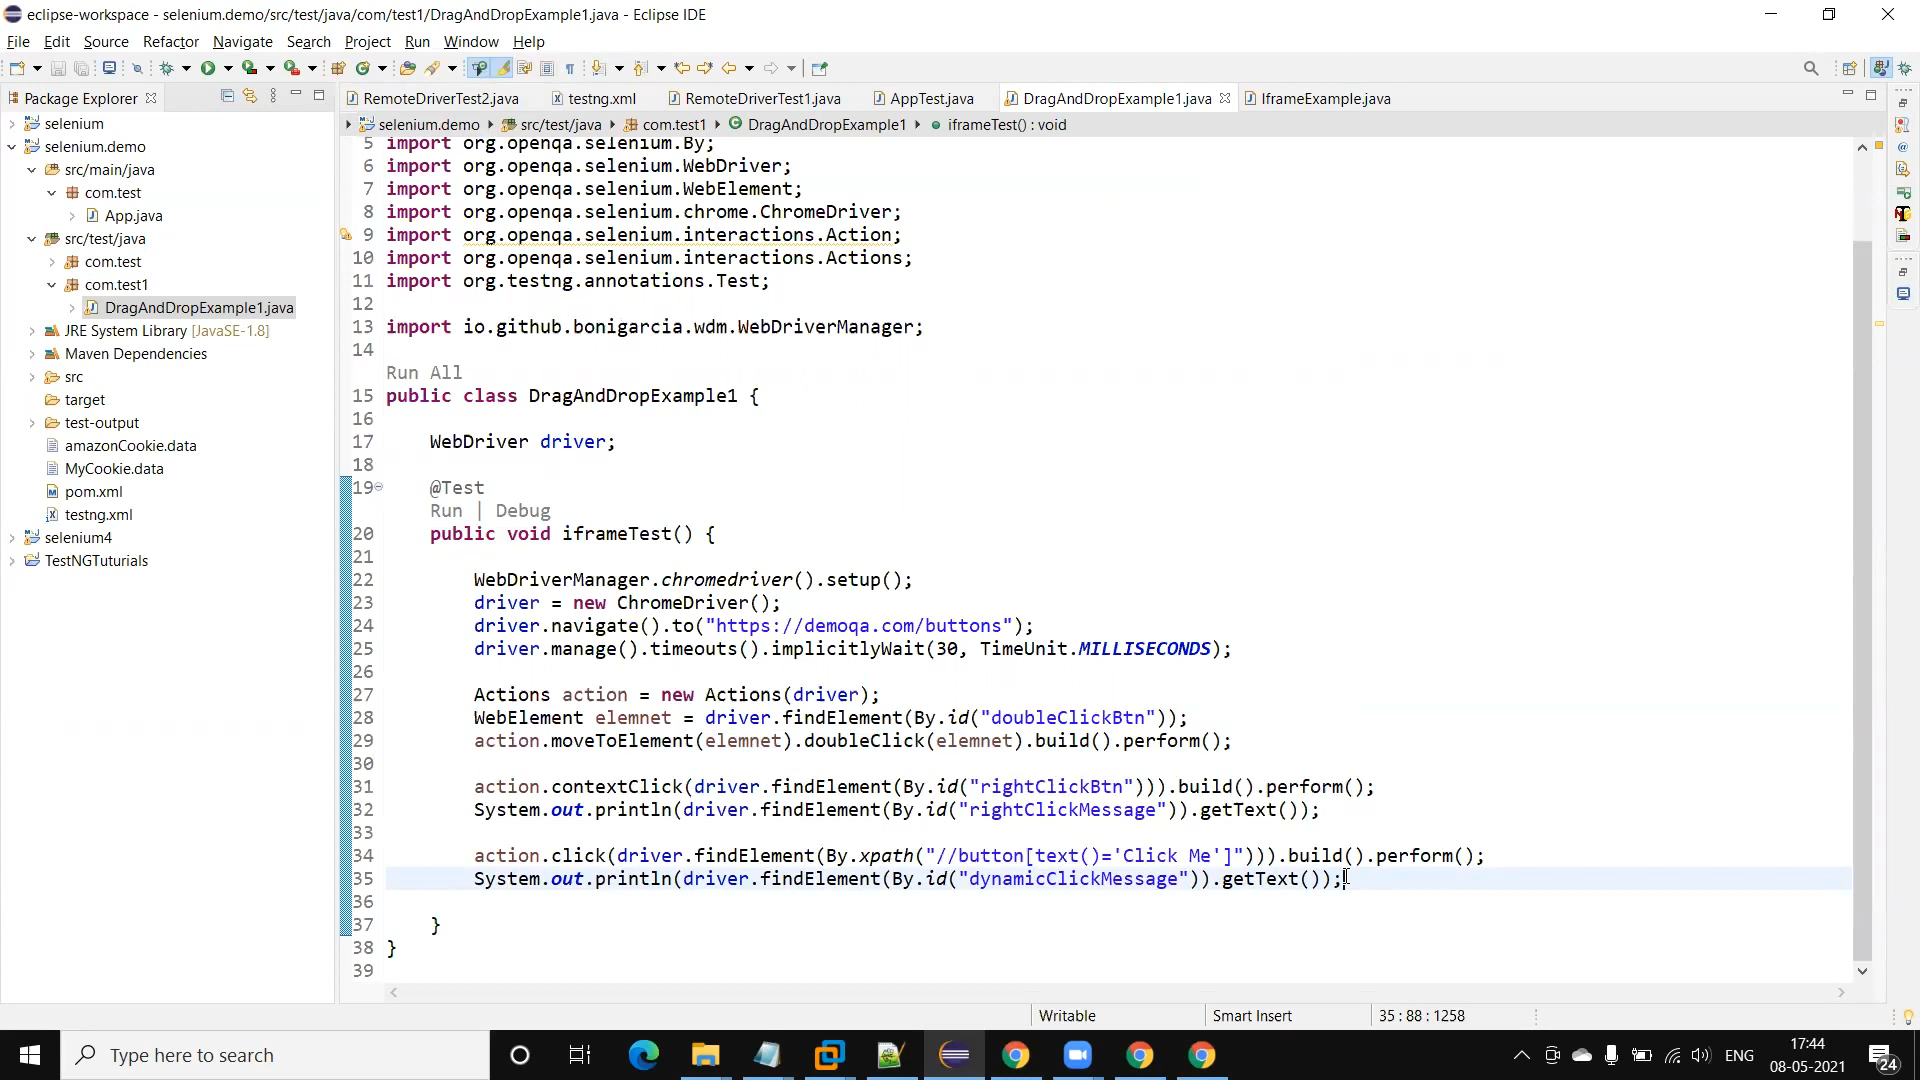 eclipse-workspace - selenium.demo/src/test/java/com/test1/DragAndDropExample1.java - Eclipse IDE
File Edit Source Refactor Navigate Search Project Run Window Help
Package Explorer
selenium
selenium.demo
src/main/java
com.test
App.java
src/test/java
com.test
com.test1
DragAndDropExample1.java
JRE System Library [JavaSE-1.8]
Maven Dependencies
src
target
test-output
amazonCookie.data
MyCookie.data
pom.xml
testng.xml
selenium4
TestNGTuturials
RemoteDriverTest2.java testng.xml RemoteDriverTest1.java AppTest.java DragAndDropExample1.java IframeExample.java
selenium.demo src/test/java com.test1 DragAndDropExample1 iframeTest() : void
5 import org.openqa.selenium.By;
6 import org.openqa.selenium.WebDriver;
7 import org.openqa.selenium.WebElement;
8 import org.openqa.selenium.chrome.ChromeDriver;
9 import org.openqa.selenium.interactions.Action;
10 import org.openqa.selenium.interactions.Actions;
11 import org.testng.annotations.Test;
12
13 import io.github.bonigarcia.wdm.WebDriverManager;
14
Run All
15 public class DragAndDropExample1 {
16
17 WebDriver driver;
18
19 @Test
Run | Debug
20 public void iframeTest() {
21
22 WebDriverManager.chromedriver().setup();
23 driver = new ChromeDriver();
24 driver.navigate().to("https://demoqa.com/buttons");
25 driver.manage().timeouts().implicitlyWait(30, TimeUnit.MILLISECONDS);
26
27 Actions action = new Actions(driver);
28 WebElement elemnet = driver.findElement(By.id("doubleClickBtn"));
29 action.moveToElement(elemnet).doubleClick(elemnet).build().perform();
30
31 action.contextClick(driver.findElement(By.id("rightClickBtn"))).build().perform();
32 System.out.println(driver.findElement(By.id("rightClickMessage")).getText());
33
34 action.click(driver.findElement(By.xpath("//button[text()='Click Me']"))).build().perform();
35 System.out.println(driver.findElement(By.id("dynamicClickMessage")).getText());
36
37 }
38 }
39
Writable Smart Insert 35 : 88 : 1258
Type here to search
ENG
17:44
08-05-2021
24